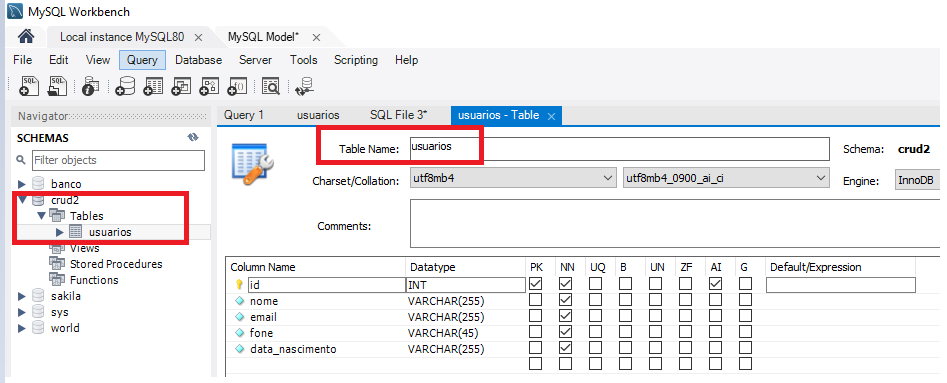 MySQL Workbench
Local instance MySQL80 MySQL Model*
File Edit View Query Database Server Tools Scripting Help
Navigator:
Query 1 usuarios SQL File 3* usuarios - Table
SCHEMAS
Filter objects
banco
crud2
Tables
usuarios
Views
Stored Procedures
Functions
sakila
sys
world
Table Name: usuarios Schema: crud2
Charset/Collation: utf8mb4 utf8mb4_0900_ai_ci Engine: InnoDB
Comments:
Column Name Datatype PK NN UQ B UN ZF AI G Default/Expression
id INT
nome VARCHAR(255)
email VARCHAR(255)
fone VARCHAR(45)
data_nascimento VARCHAR(255)